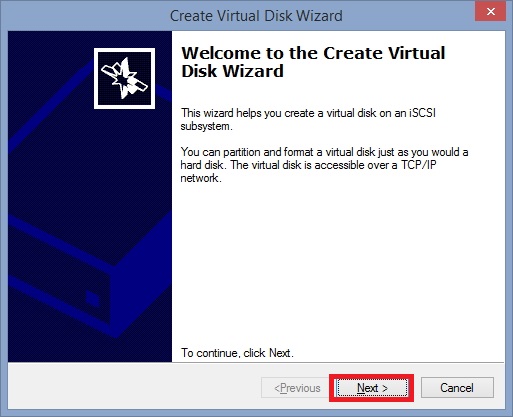 Create Virtual Disk Wizard
Welcome to the Create Virtual
Disk Wizard
This wizard helps you create a virtual disk on an iSCSI
subsystem.
You can partition and format a virtual disk just as you would a
hard disk. The virtual disk is accessible over a TCP/IP
network.
To continue, click Next.
<Previous
Next >
Cancel